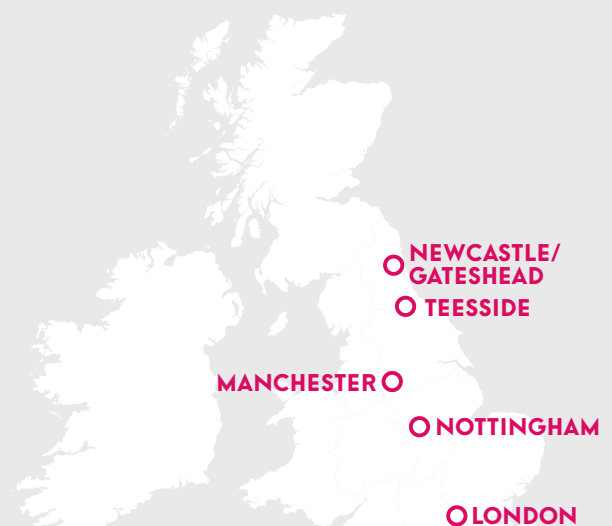 NEWCASTLE/
GATESHEAD
TEESSIDE
MANCHESTER
NOTTINGHAM
LONDON